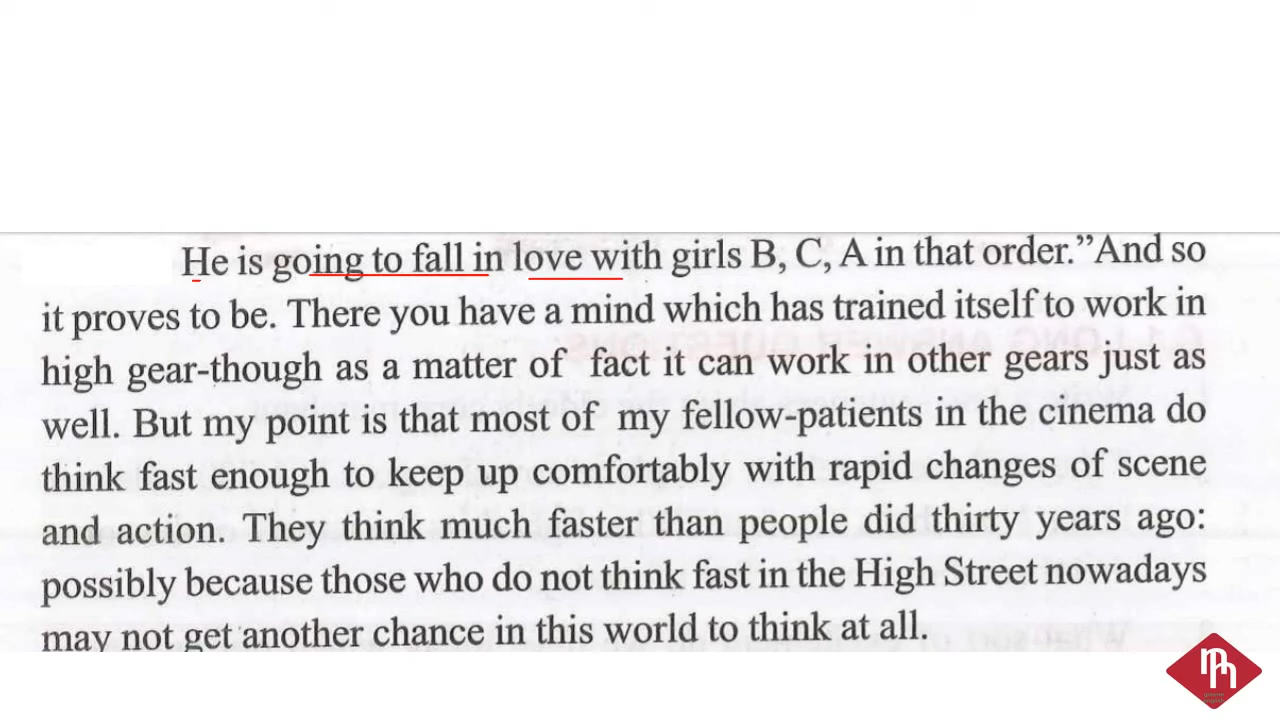 He is going to fall in love with girls B, C, A in that order.”And so
it proves to be. There you have a mind which has trained itself to work in
high gear-though as a matter of fact it can work in other gears just as
well. But my point is that most of my fellow-patients in the cinema do
think fast enough to keep up comfortably with rapid changes of scene
and action. They think much faster than people did thirty years ago:
possibly because those who do not think fast in the High Street nowadays
may not get another chance in this world to think at all.